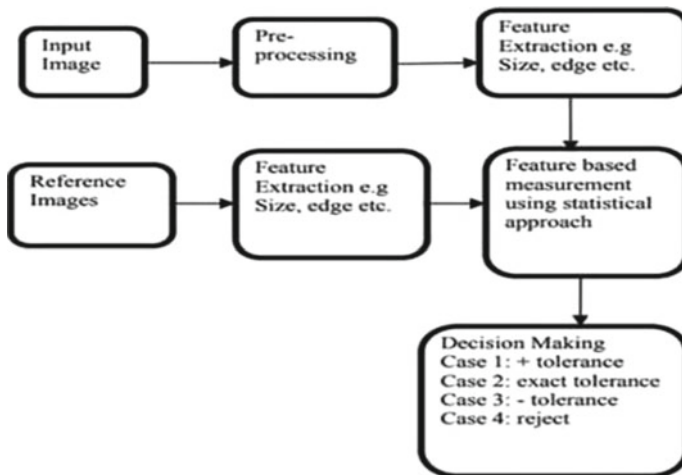 Input
Image
Pre-
processing
Feature
Extraction e.g
Size, edge etc.
Reference
Images
Feature
Extraction e.g
Size, edge etc.
Feature based
measurement
using statistical
approach
Decision Making
Case 1: + tolerance
Case 2: exact tolerance
Case 3: - tolerance
Case 4: reject